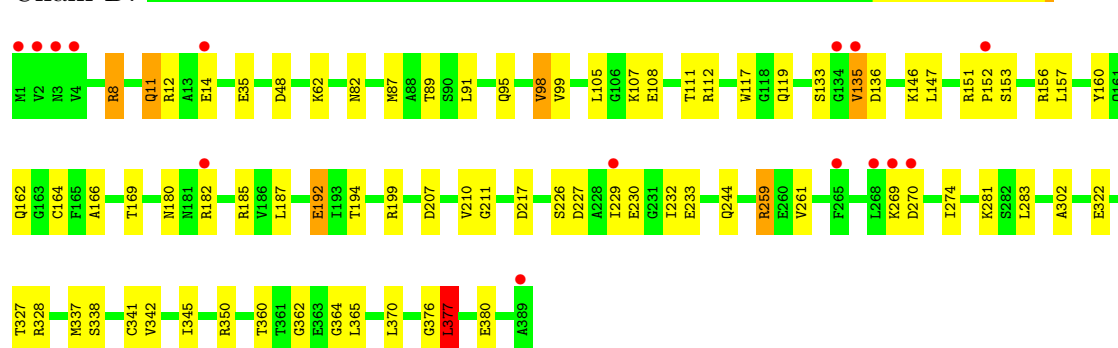 M1 V2 N3 V4 R8 Q11 R12 A13 E14 E35 D48 K62 N82 M87 A88 T89 S90 L91 Q95 V98 V99 L105 G106 K107 E108 T111 R112 W117 G118 Q119 S133 G134 V135 D136 K146 L147 R151 P152 S153 R156 L157 Y160
Q162 G163 C164 F165 A166 T169 N180 N181 R182 R185 V186 L187 E192 I193 T194 R199 D207 V210 G211 D217 S226 D227 A228 I229 E230 G231 I232 E233 Q244 R259 E260 V261 F265 L268 K269 D270 I274 K281 S282 L283 A302 E322
T327 R328 M337 S338 C341 V342 I345 R350 T360 T361 G362 E363 G364 L365 L370 G376 L377 E380 A389